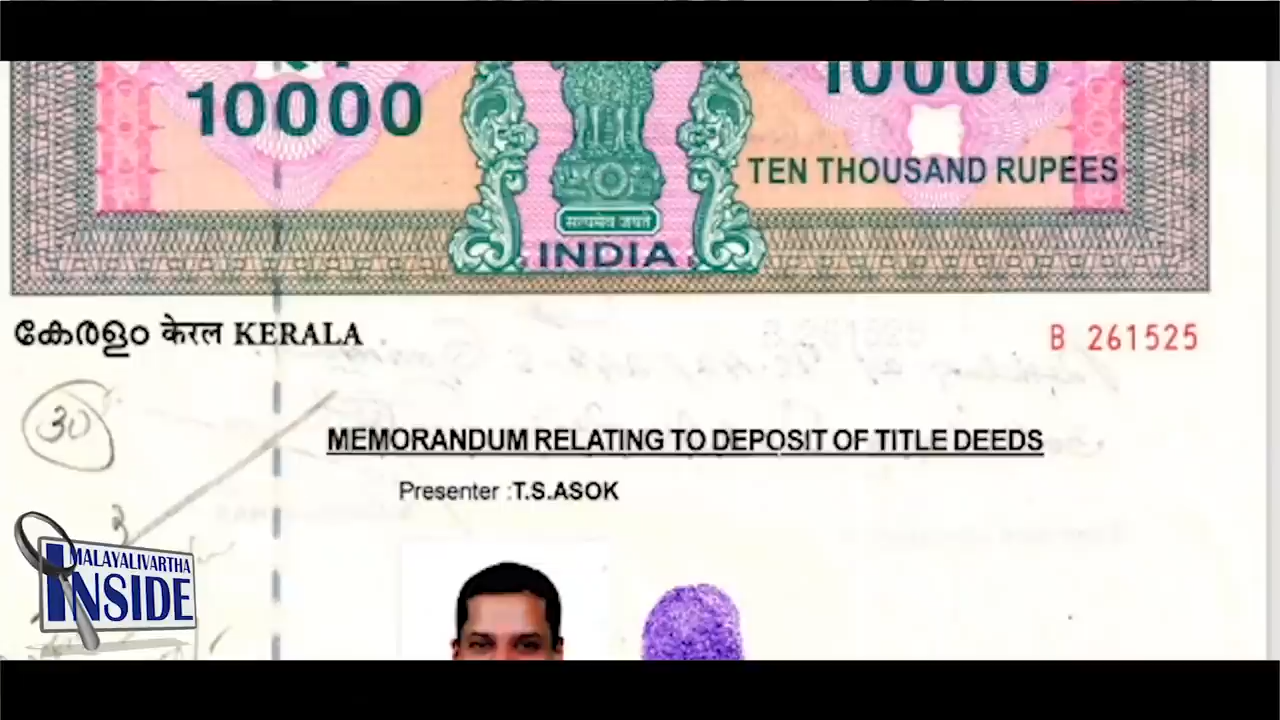 10000
10000
TEN THOUSAND RUPEES
सत्यमेव जयते
INDIA
കേരളം केरल KERALA
B 261525
30
MEMORANDUM RELATING TO DEPOSIT OF TITLE DEEDS
Presenter :T.S.ASOK
3
MALAYALIVARTHA
INSIDE